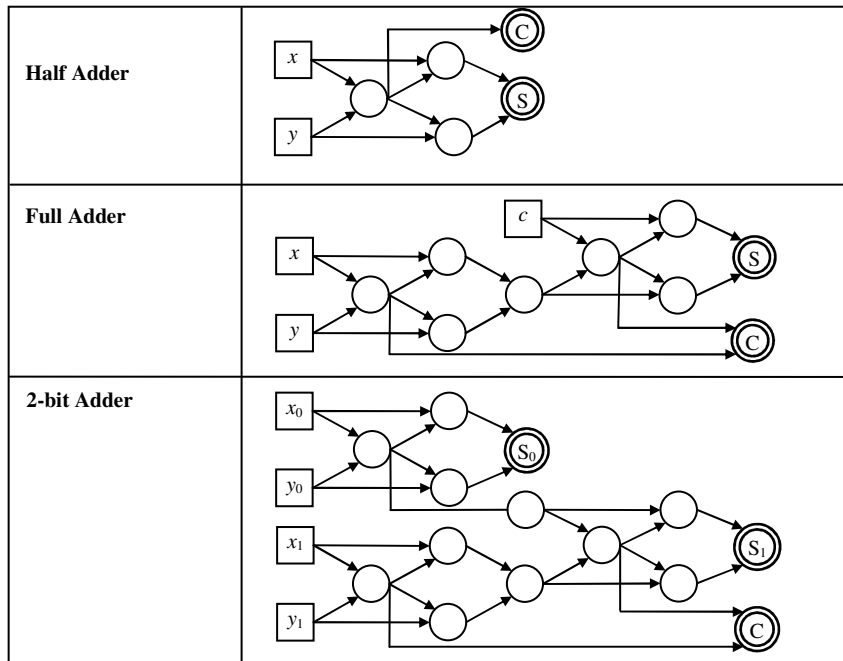 Half Adder
x
y
C
S
Full Adder
c
x
y
S
C
2-bit Adder
x₀
y₀
S₀
x₁
y₁
S₁
C